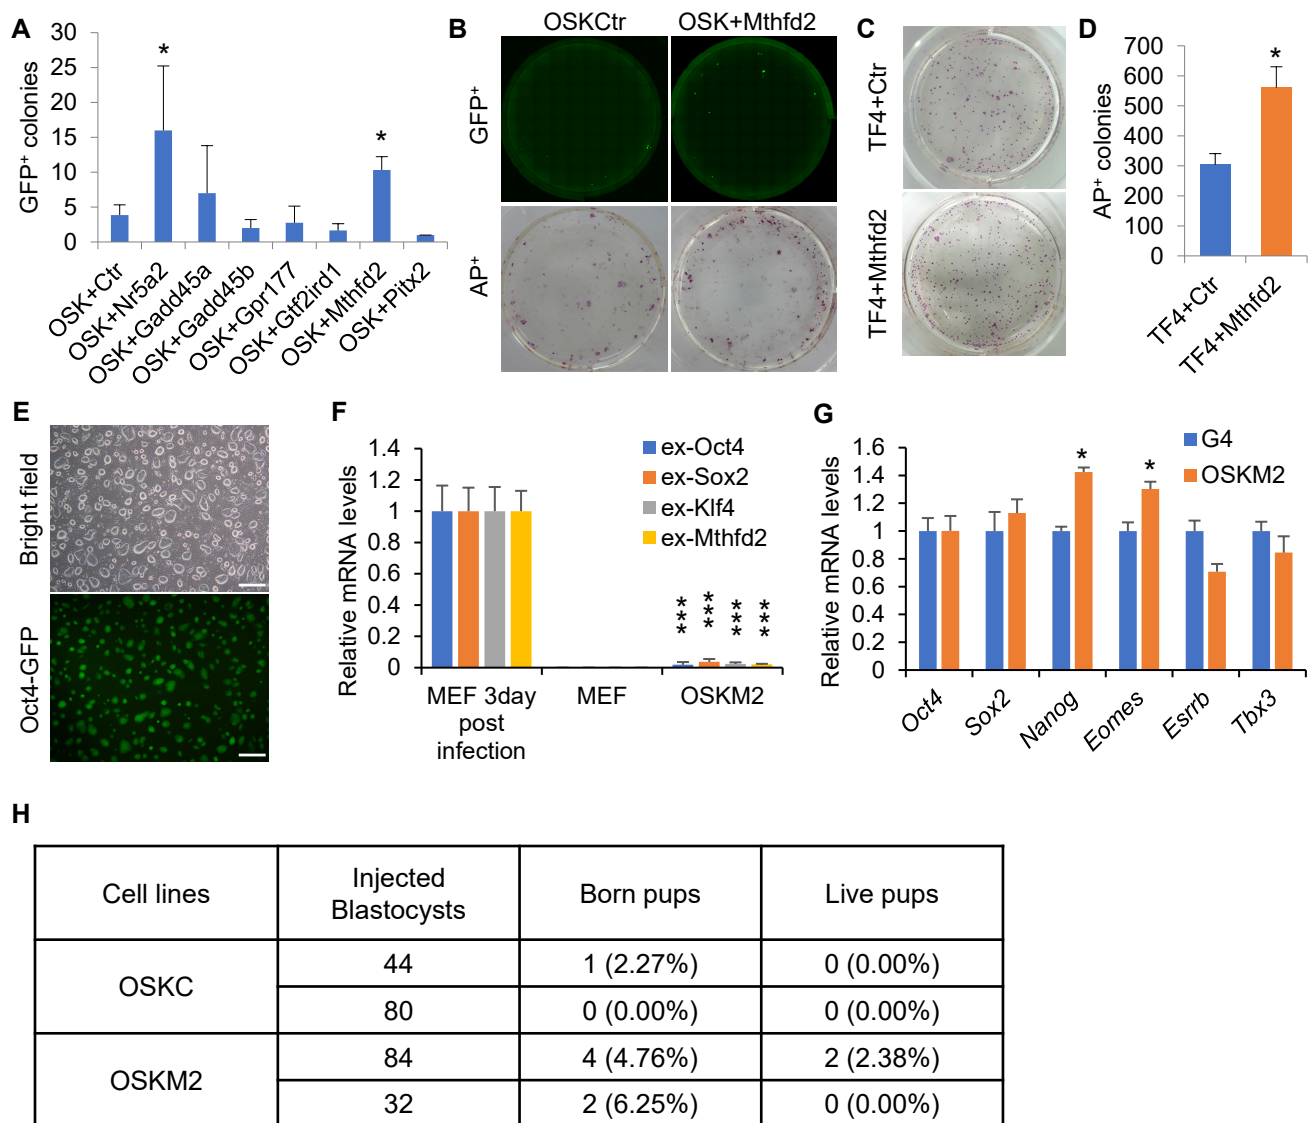 A
GFP⁺ colonies
30
25
20
15
10
5
0
*
*
OSK+Ctr
OSK+Nr5a2
OSK+Gadd45a
OSK+Gadd45b
OSK+Gpr177
OSK+Gtf2ird1
OSK+Mthfd2
OSK+Pitx2
B
OSKCtr
OSK+Mthfd2
GFP⁺
AP⁺
C
TF4+Ctr
TF4+Mthfd2
D
AP⁺ colonies
700
600
500
400
300
200
100
0
*
TF4+Ctr
TF4+Mthfd2
E
Bright field
Oct4-GFP
F
Relative mRNA levels
1.4
1.2
1
0.8
0.6
0.4
0.2
0
ex-Oct4
ex-Sox2
ex-Klf4
ex-Mthfd2
*** *** *** ***
MEF 3day
post
infection
MEF
OSKM2
G
Relative mRNA levels
1.6
1.4
1.2
1
0.8
0.6
0.4
0.2
0
G4
OSKM2
*
*
Oct4
Sox2
Nanog
Eomes
Esrrb
Tbx3
H
Cell lines
Injected
Blastocysts
Born pups
Live pups
OSKC
44 1 (2.27%) 0 (0.00%)
80 0 (0.00%) 0 (0.00%)
OSKM2
84 4 (4.76%) 2 (2.38%)
32 2 (6.25%) 0 (0.00%)